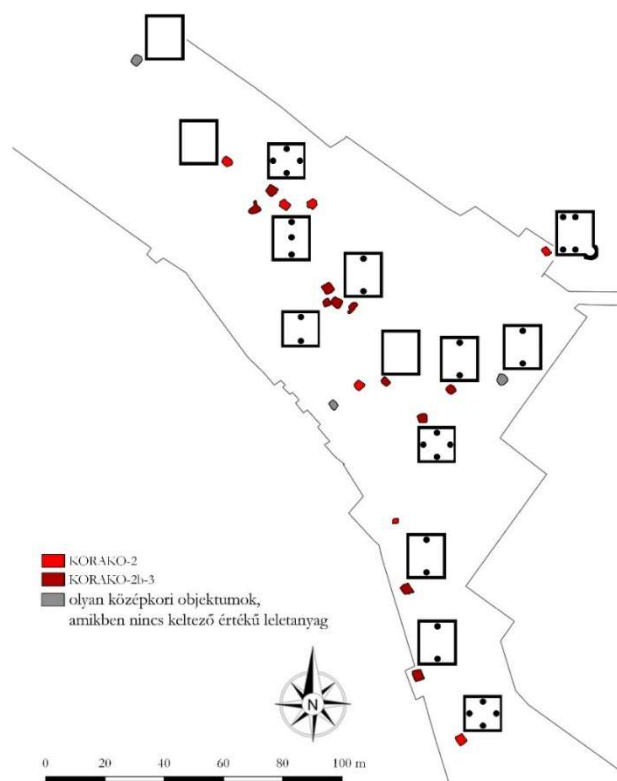 KORAKO-2
KORAKO-2b-3
olyan középkori objektumok,
amikben nincs keltező értékű leletanyag
N
0 20 40 60 80 100 m